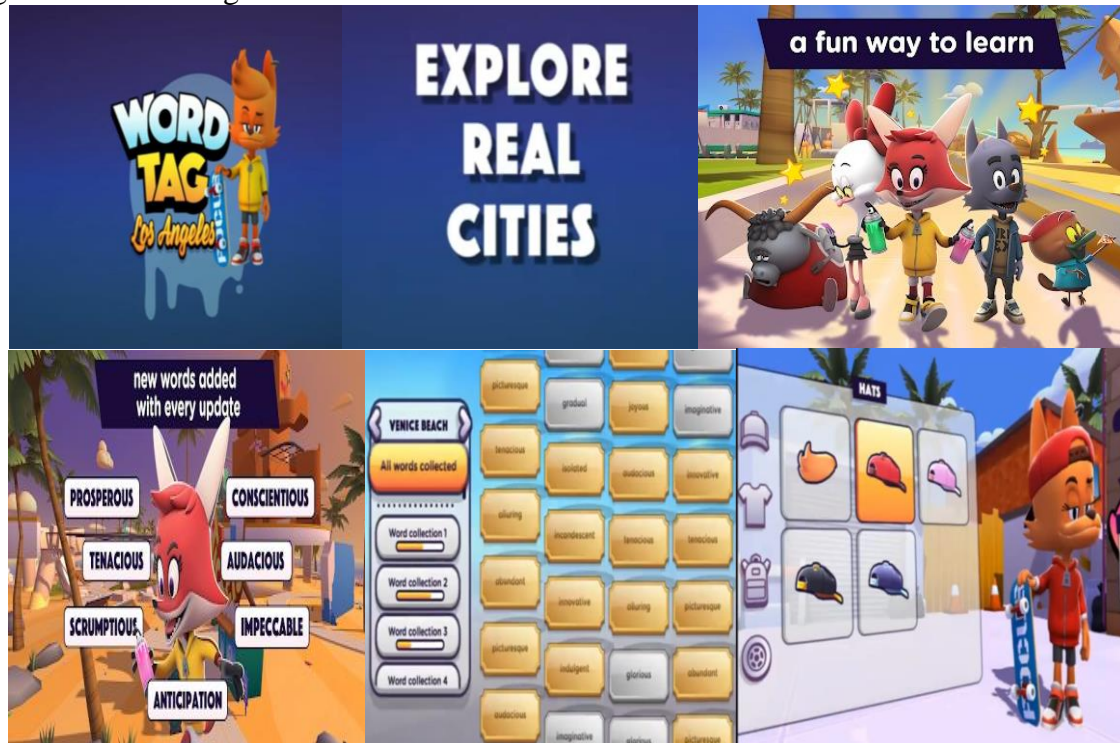 WORD
TAG
Los Angeles
EXPLORE
REAL
CITIES
a fun way to learn
new words added
with every update
PROSPEROUS
CONSCIENTIOUS
TENACIOUS
AUDACIOUS
SCRUMPTIOUS
IMPECCABLE
ANTICIPATION
VENICE BEACH
All words collected
Word collection 1
Word collection 2
Word collection 3
Word collection 4
picturesque
tenacious
alluring
abundant
picturesque
audacious
gradual
isolated
incandescent
innovative
indulgent
imaginative
joyous
audacious
tenacious
alluring
glorious
glorious
imaginative
innovative
tenacious
picturesque
abundant
picturesque
HATS